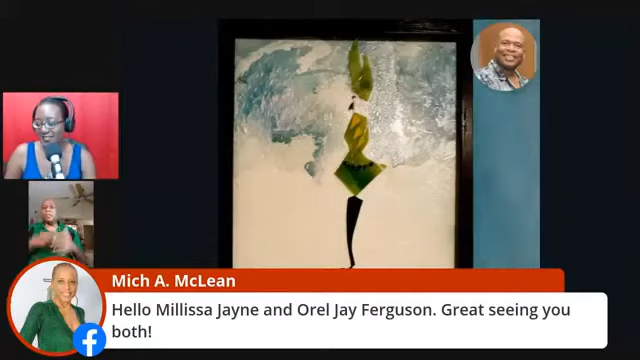 Mich A. McLean
Hello Millissa Jayne and Orel Jay Ferguson. Great seeing you
both!